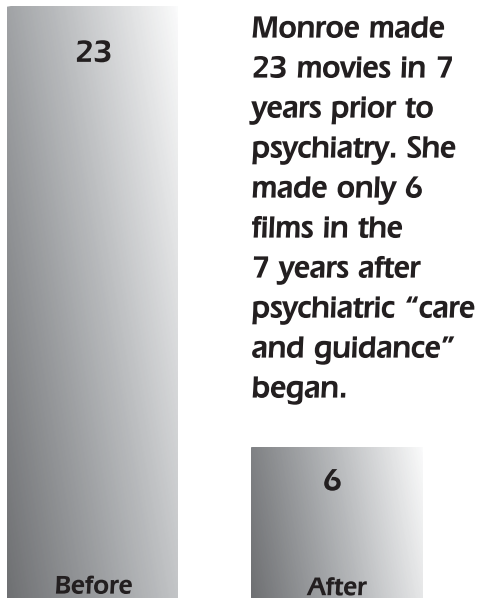 23
Before
Monroe made
23 movies in 7
years prior to
psychiatry. She
made only 6
films in the
7 years after
psychiatric “care
and guidance”
began.
6
After